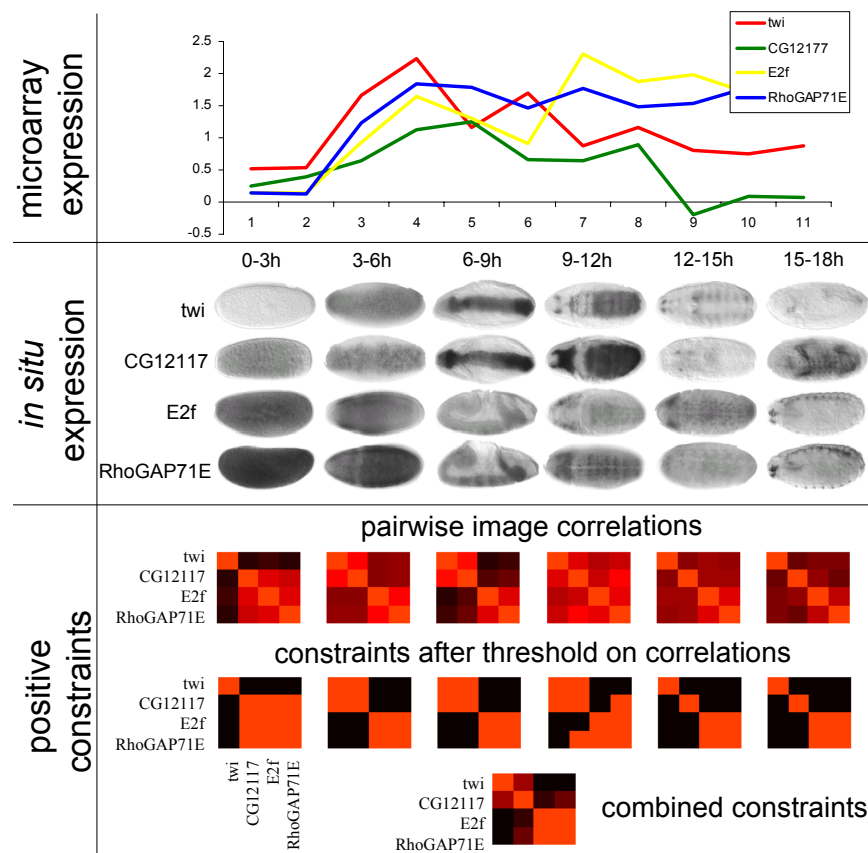 microarray
expression
2.5
2
1.5
1
0.5
0
-0.5
1 2 3 4 5 6 7 8 9 10 11
twi
CG12177
E2f
RhoGAP71E
in situ
expression
0-3h 3-6h 6-9h 9-12h 12-15h 15-18h
twi
CG12117
E2f
RhoGAP71E
positive
constraints
pairwise image correlations
twi
CG12117
E2f
RhoGAP71E
constraints after threshold on correlations
twi
CG12117
E2f
RhoGAP71E
twi
CG12117
E2f
RhoGAP71E
twi
CG12117
E2f
RhoGAP71E
combined constraints